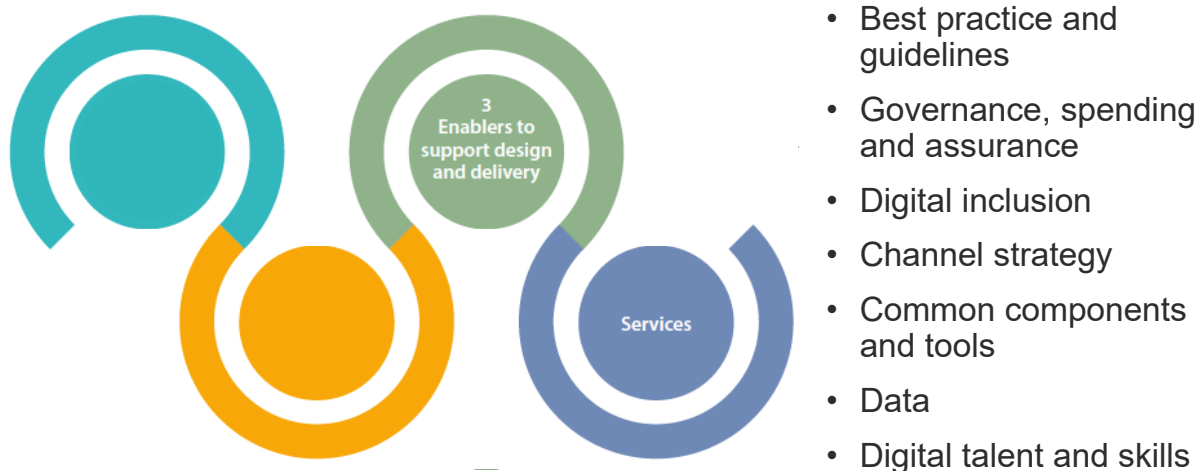 3
Enablers to
support design
and delivery
Services
• Best practice and
guidelines
• Governance, spending
and assurance
• Digital inclusion
• Channel strategy
• Common components
and tools
• Data
• Digital talent and skills